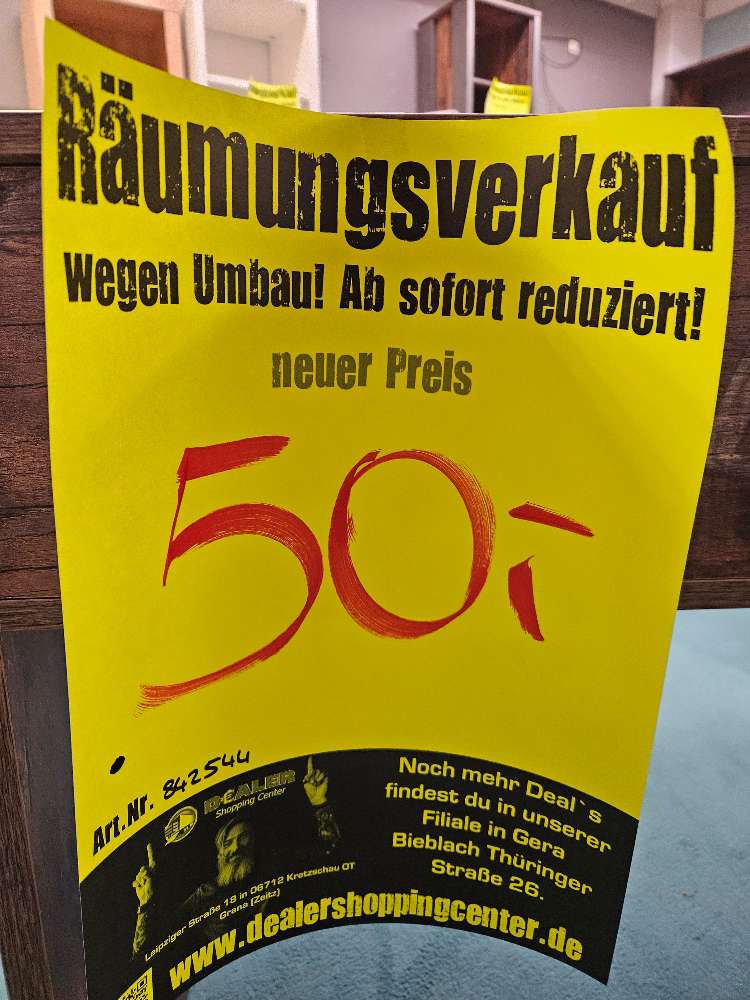 Räumungsverkauf
Wegen Umbau! Ab sofort reduziert!
neuer Preis
50,-
Art.Nr. 842544
DEALER
Shopping Center
Leipziger Straße 18 in 06712 Kretzschau OT
Grana (Zeitz)
Noch mehr Deal`s
findest du in unserer
Filiale in Gera
Bieblach Thüringer
Straße 26.
www.dealershoppingcenter.de